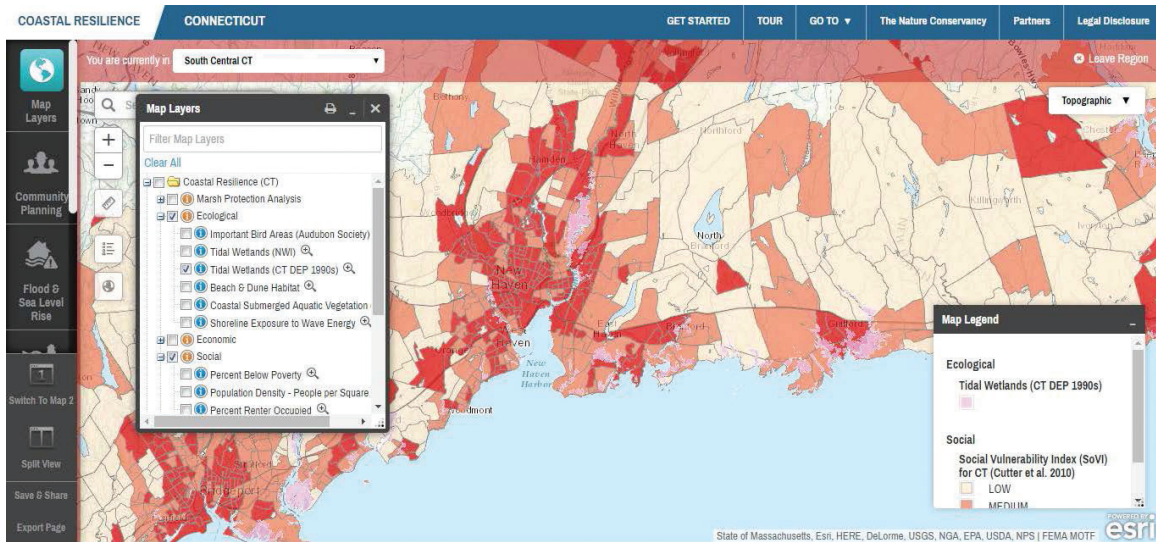 COASTAL RESILIENCE
CONNECTICUT
GET STARTED
TOUR
GO TO ▼
The Nature Conservancy
Partners
Legal Disclosure
You are currently in
South Central CT
Leave Region
Map
Layers
Community
Planning
Flood &
Sea Level
Rise
Switch To Map 2
Split View
Save & Share
Export Page
Map Layers
Filter Map Layers
Clear All
Coastal Resilience (CT)
Marsh Protection Analysis
Ecological
Important Bird Areas (Audubon Society)
Tidal Wetlands (NWI)
Tidal Wetlands (CT DEP 1990s)
Beach & Dune Habitat
Coastal Submerged Aquatic Vegetation
Shoreline Exposure to Wave Energy
Economic
Social
Percent Below Poverty
Population Density - People per Square
Percent Renter Occupied
Topographic ▼
Bethany
Northford
North
Haven
Hamden
Killingworth
North
Branford
New
Haven
East
Haven
Branford
Guilford
New
Haven
Harbor
Woodmont
Map Legend
Ecological
Tidal Wetlands (CT DEP 1990s)
Social
Social Vulnerability Index (SoVI)
for CT (Cutter et al. 2010)
LOW
MEDIUM
State of Massachusetts, Esri, HERE, DeLorme, USGS, NGA, EPA, USDA, NPS | FEMA MOTF
POWERED BY
esri